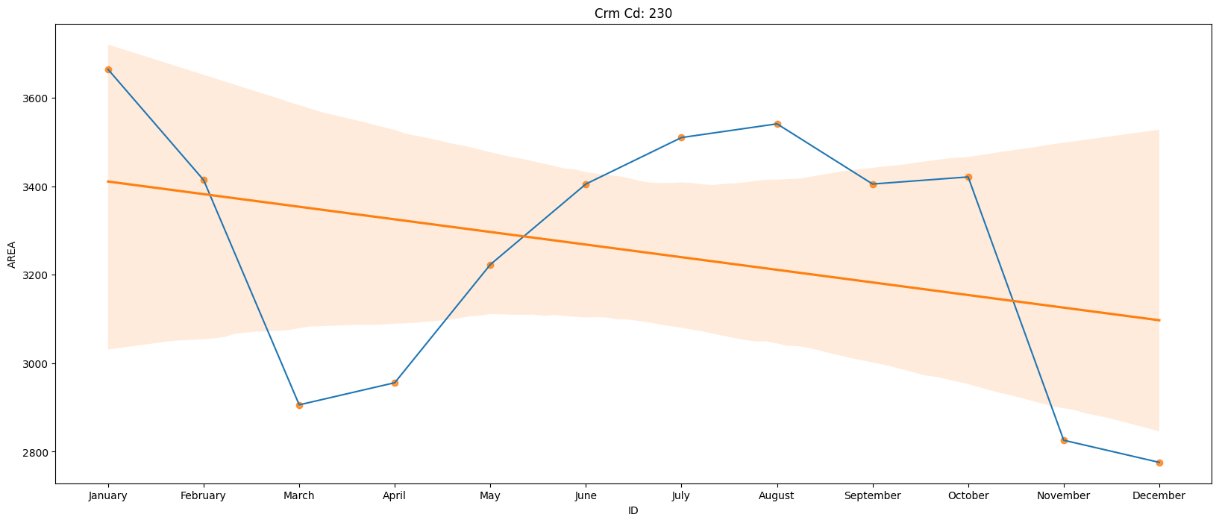 Crm Cd: 230
AREA
3600
3400
3200
3000
2800
January February March April May June July August September October November December
ID